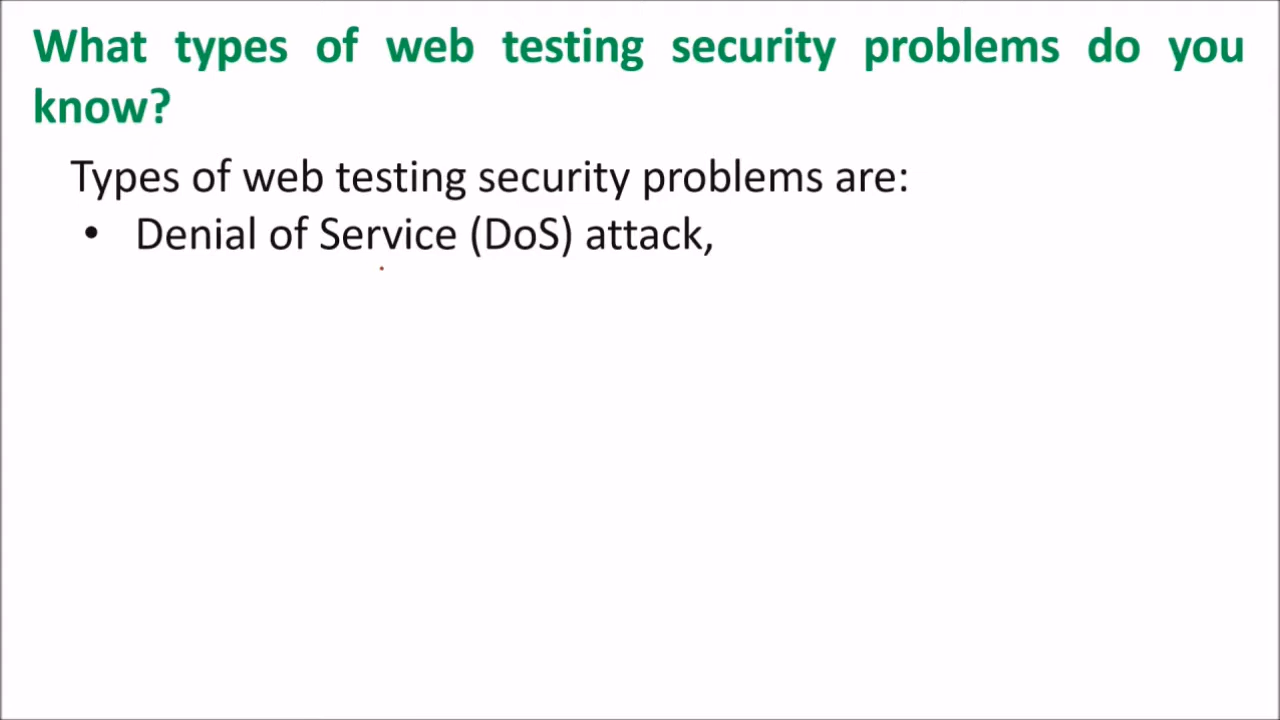 What types of web testing security problems do you
know?
Types of web testing security problems are:
• Denial of Service (DoS) attack,